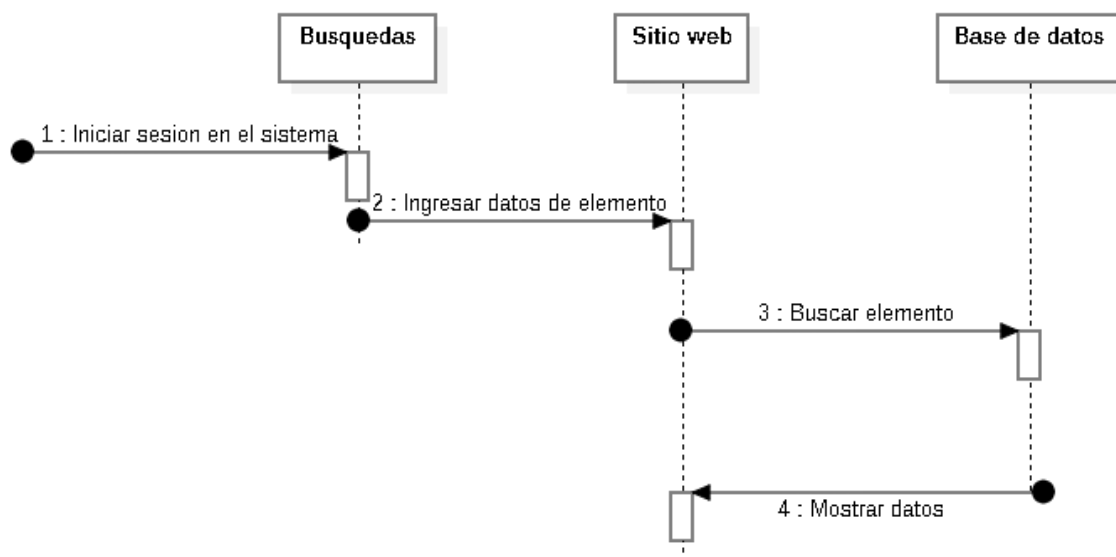 Busquedas
Sitio web
Base de datos
1 : Iniciar sesion en el sistema
2 : Ingresar datos de elemento
3 : Buscar elemento
4 : Mostrar datos